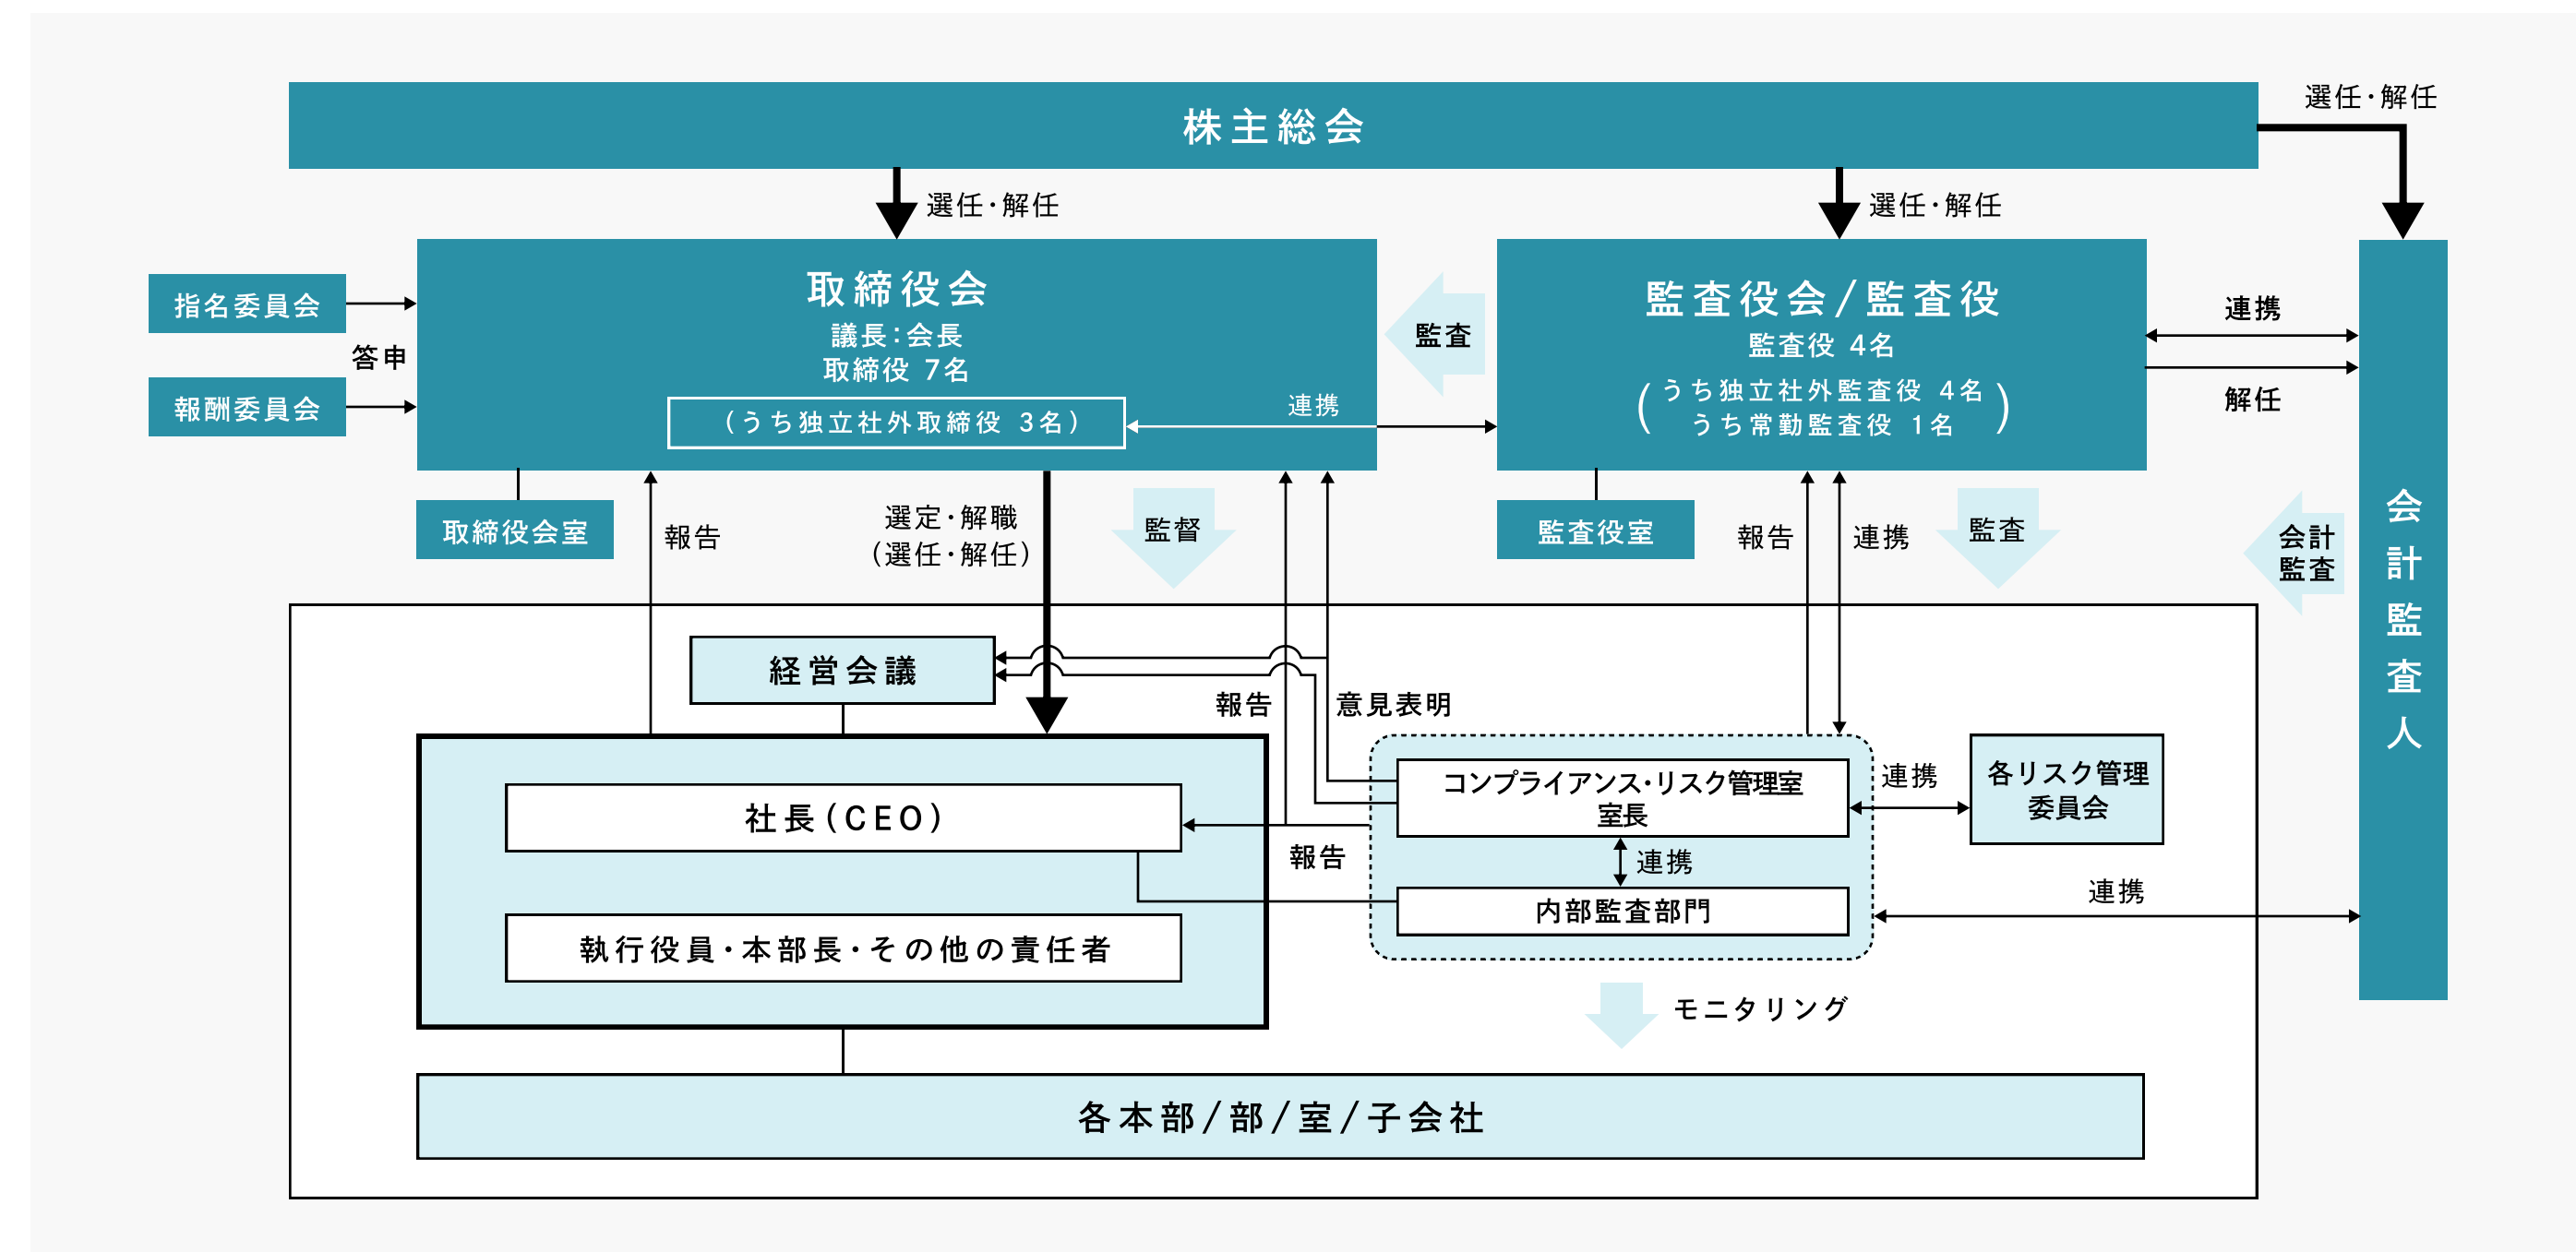 株主総会
選任・解任
選任・解任
選任・解任
指名委員会
答申
報酬委員会
取締役会
議長：会長
取締役 7名
（うち独立社外取締役 3名）
連携
監査
監査役会/監査役
監査役 4名
（うち独立社外監査役 4名
うち常勤監査役 1名）
連携
解任
取締役会室
報告
選定・解職
（選任・解任）
監督
監査役室
報告
連携
監査
会計
監査
会計監査人
経営会議
報告
意見表明
社長（CEO）
執行役員・本部長・その他の責任者
報告
コンプライアンス・リスク管理室
室長
連携
内部監査部門
連携
各リスク管理
委員会
連携
モニタリング
各本部/部/室/子会社